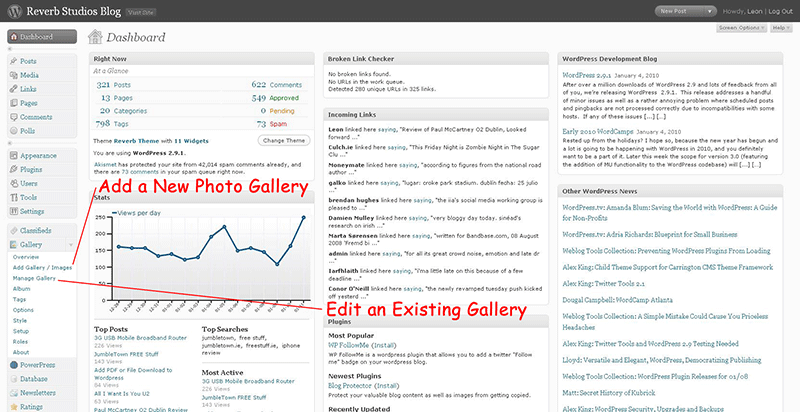 Reverb Studios Blog
Visit Site
New Post
Howdy, Leon | Log Out
Screen Options
Help
Dashboard
Posts
Media
Links
Pages
Comments
Polls
Appearance
Plugins
Users
Tools
Settings
Classifieds
Gallery
Overview
Add Gallery / Images
Manage Gallery
Album
Tags
Options
Style
Setup
Roles
About
PowerPress
Database
Newsletters
Ratings
Dashboard
Right Now
At a Glance
321 Posts 622 Comments
13 Pages 549 Approved
20 Categories 0 Pending
798 Tags 73 Spam
Theme Reverb Theme with 11 Widgets
Change Theme
You are using WordPress 2.9.1.
Akismet has protected your site from 42,014 spam comments already, and
there are 73 comments in your spam queue right now.
Add a New Photo Gallery
Stats
Views per day
250
200
150
100
50
0
Top Posts
3G USB Mobile Broadband Router
226 Views
JumbleTown FREE Stuff
143 Views
Add PDF or File Download to
Wordpress
84 Views
All I Want Is You U2
62 Views
Paul McCartney O2 Dublin, Looked
Top Searches
jumbletown, free stuff,
jumbletown.ie, freestuff.ie, iphone
review
Most Active
3G USB Mobile Broadband Router
226 Views
JumbleTown FREE Stuff
Broken Link Checker
No broken links found.
No URLs in the work queue.
Detected 280 unique URLs in 325 links.
Incoming Links
Leon linked here saying, "Review of Paul McCartney O2 Dublin, Looked
forward ..."
Culch.ie linked here saying, "This Friday Night is Zombie Night in The Sugar
Clu ..."
Moneymate linked here saying, "according to figures from the national road
author ..."
galko linked here saying, "lugar: croke park stadium. dublin fecha: 25 julio
..."
brendan hughes linked here saying, "the iia's social media working group is
pleased to ..."
Damien Mulley linked here saying, "very bloggy day today. sinéad's
research on irish ..."
Marta Sørensen linked here saying, "written for Bandbase.com, 08 August
2008 'Fremd bi ..."
admin linked here saying, "for all its great crowd noise, emotion and late dr
..."
Iarfhlaith linked here saying, "i'm a little late on this because of a few
deadline ..."
Conor O'Neill linked here saying, "the newly revamped tuesday push kicked
off yesterd ..."
Edit an Existing Gallery
Plugins
Most Popular
WP FollowMe (Install)
WP FollowMe is a wordpress plugin that allows you to add a twitter "Follow
me" badge on your wordpress blog.
Newest Plugins
Blog Protector (Install)
Protect your valuable blog content as well as images from getting copied.
Recently Updated
WordPress Development Blog
WordPress 2.9.1 January 4, 2010
After over a million downloads of WordPress 2.9 and lots of feedback from all
of you, we're releasing WordPress 2.9.1. This release addresses a handful
of minor issues as well as a rather annoying problem where scheduled posts
and pingbacks are not processed correctly due to incompatibilities with some
hosts. If any of these issues [...] [...]
Early 2010 WordCamps January 4, 2010
Rested up from the holidays? I hope so, because the new year has begun and
a lot is going to be happening with WordPress in 2010, and you definitely
want to be a part of it. Later this week the scope for version 3.0 (featuring
the addition of MU functionality to the WordPress codebase) will [...] [...]
Other WordPress News
WordPress.tv: Amanda Blum: Saving the World with WordPress: A Guide
for Non-Profits
WordPress.tv: Adria Richards: Blueprint for Small Business
Weblog Tools Collection: Preventing WordPress Plugins From Loading
Alex King: Child Theme Support for Carrington CMS Theme Framework
Alex King: Twitter Tools 2.1
Dougal Campbell: WordCamp Atlanta
Weblog Tools Collection: A Simple Mistake Could Cause You Priceless
Headaches
Alex King: Twitter Tools and WordPress 2.9 Testing Needed
Lloyd: Versatile and Elegant, WordPress, Democratizing Publishing
Weblog Tools Collection: WordPress Plugin Releases for 01/08
Matt: Secret History of Kubrick
Alex King: WordPress Security, Upgrades and Backups